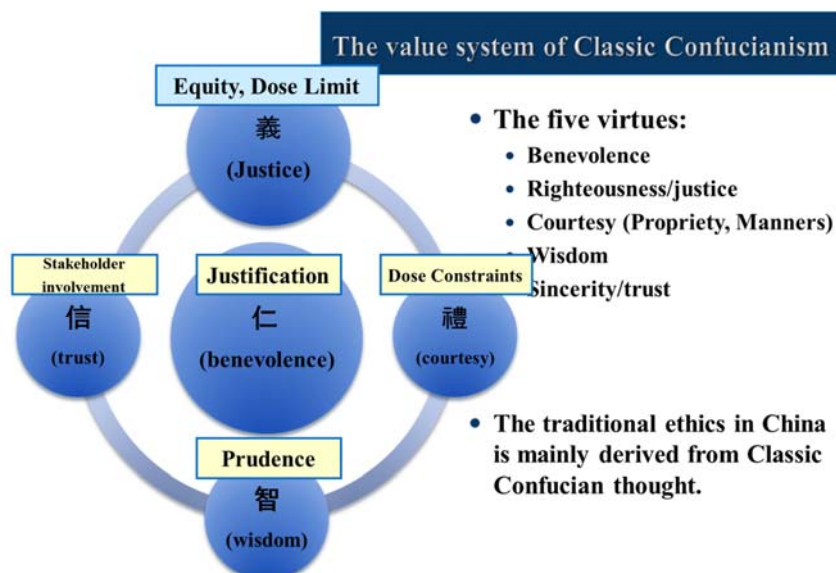 The value system of Classic Confucianism
Equity, Dose Limit
義
(Justice)
Stakeholder
involvement
信
(trust)
Justification
仁
(benevolence)
Dose Constraints
禮
(courtesy)
Prudence
智
(wisdom)
• The five virtues:
• Benevolence
• Righteousness/justice
• Courtesy (Propriety, Manners)
Wisdom
Sincerity/trust
• The traditional ethics in China
is mainly derived from Classic
Confucian thought.